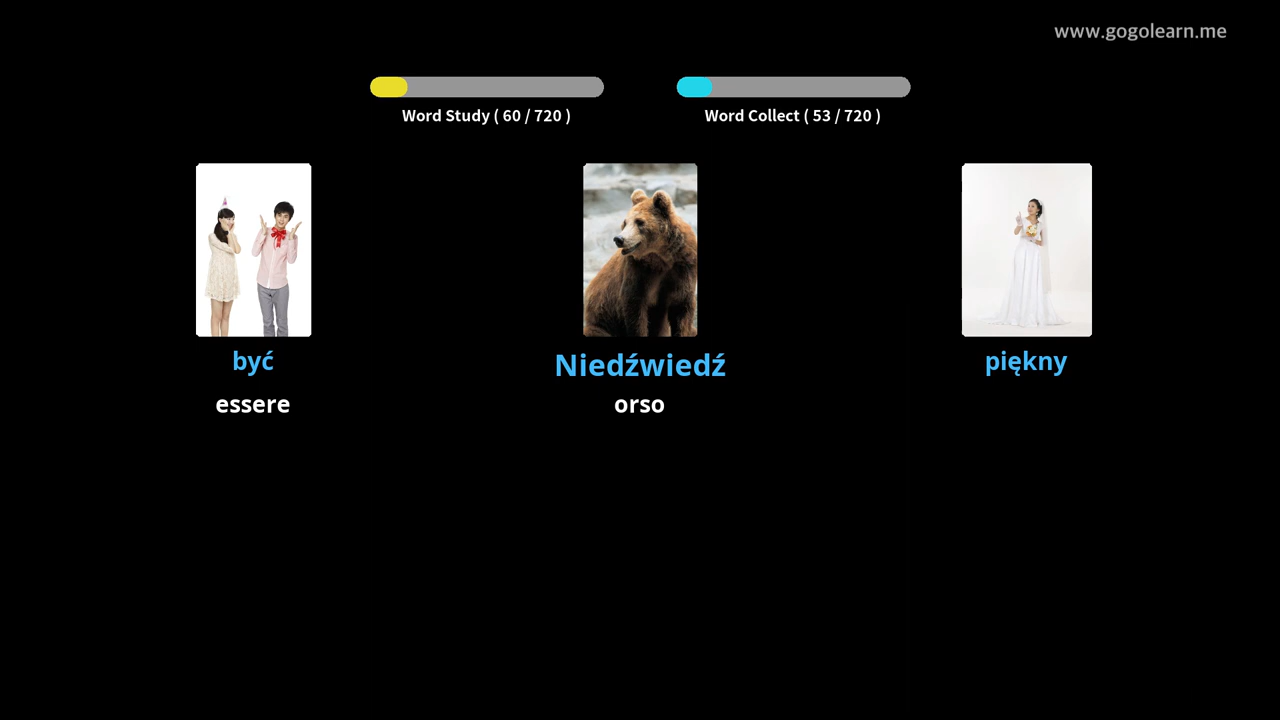 www.gogolearn.me
Word Study ( 60 / 720 )
Word Collect ( 53 / 720 )
być
Niedźwiedź
piękny
essere
orso